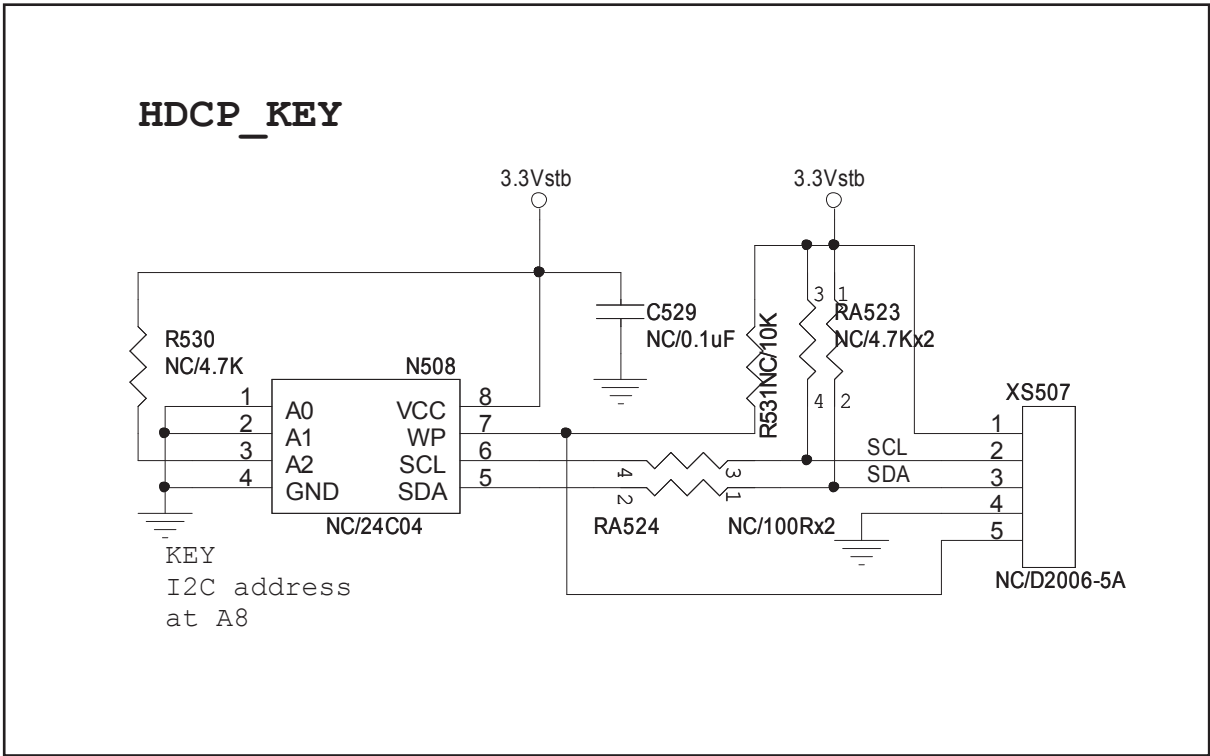 HDCP_KEY
3.3Vstb
3.3Vstb
R530
NC/4.7K
C529
NC/0.1uF
R531NC/10K
3 1
RA523
NC/4.7Kx2
4 2
N508
1 A0 VCC 8
2 A1 WP 7
3 A2 SCL 6
4 GND SDA 5
NC/24C04
4 3
2 1
RA524 NC/100Rx2
SCL
SDA
XS507
1
2
3
4
5
NC/D2006-5A
KEY
I2C address
at A8